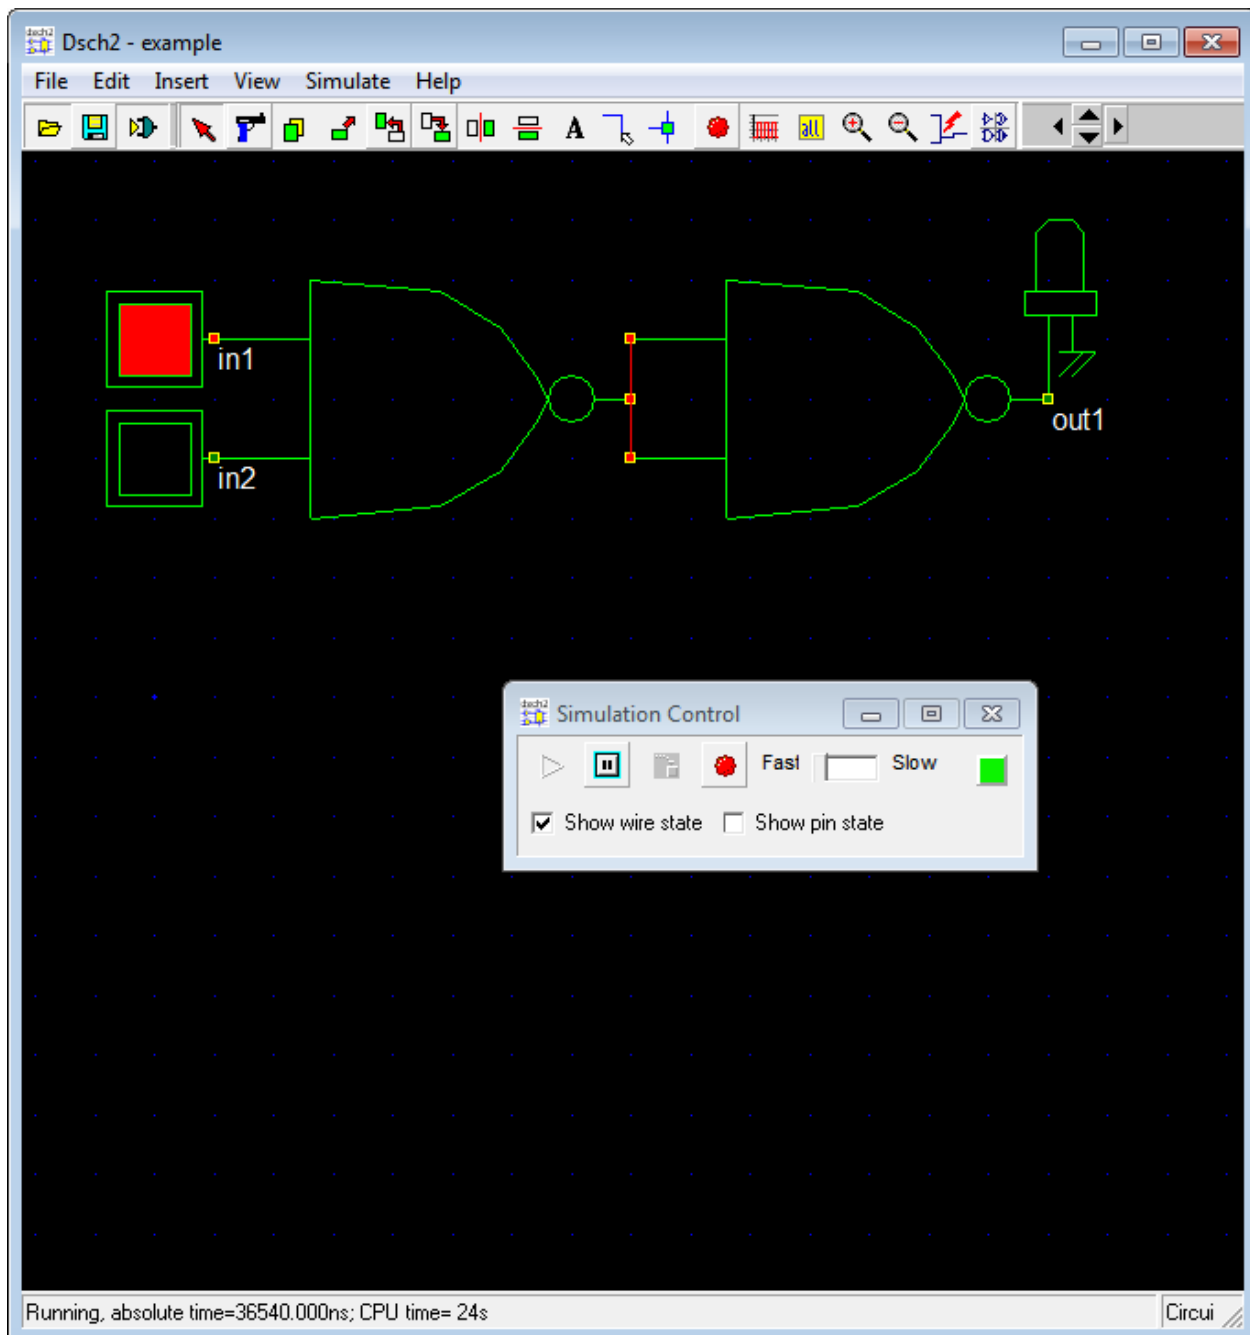 Dsch2 - example
File Edit Insert View Simulate Help
A all
in1
in2
out1
Simulation Control
Fast Slow
Show wire state Show pin state
Running, absolute time=36540.000ns; CPU time= 24s Circui